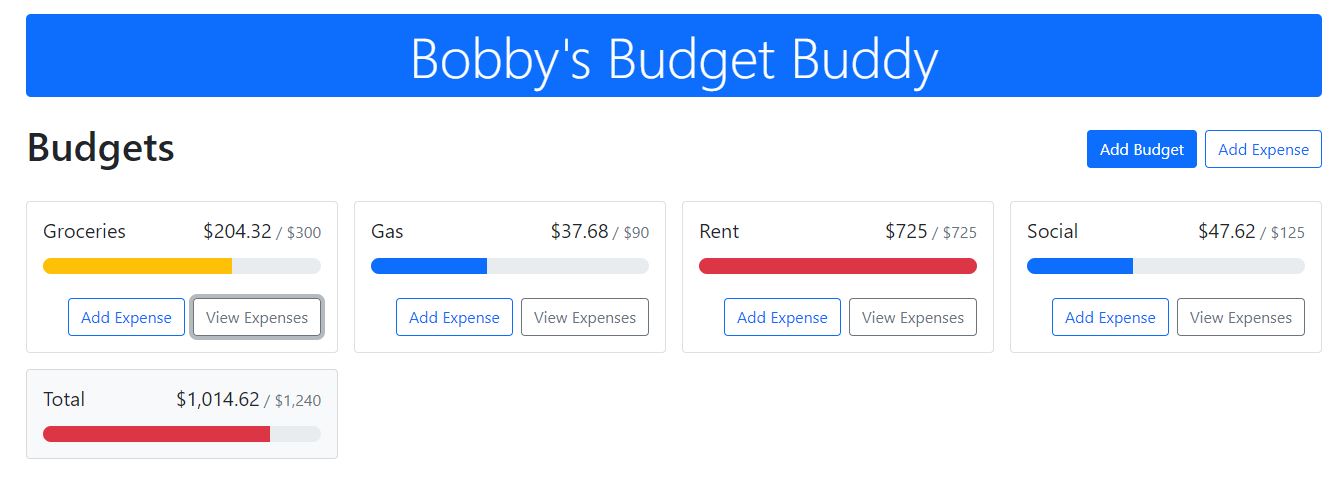 Bobby's Budget Buddy
Budgets
Add Budget Add Expense
Groceries $204.32 / $300
Add Expense View Expenses
Gas $37.68 / $90
Add Expense View Expenses
Rent $725 / $725
Add Expense View Expenses
Social $47.62 / $125
Add Expense View Expenses
Total $1,014.62 / $1,240